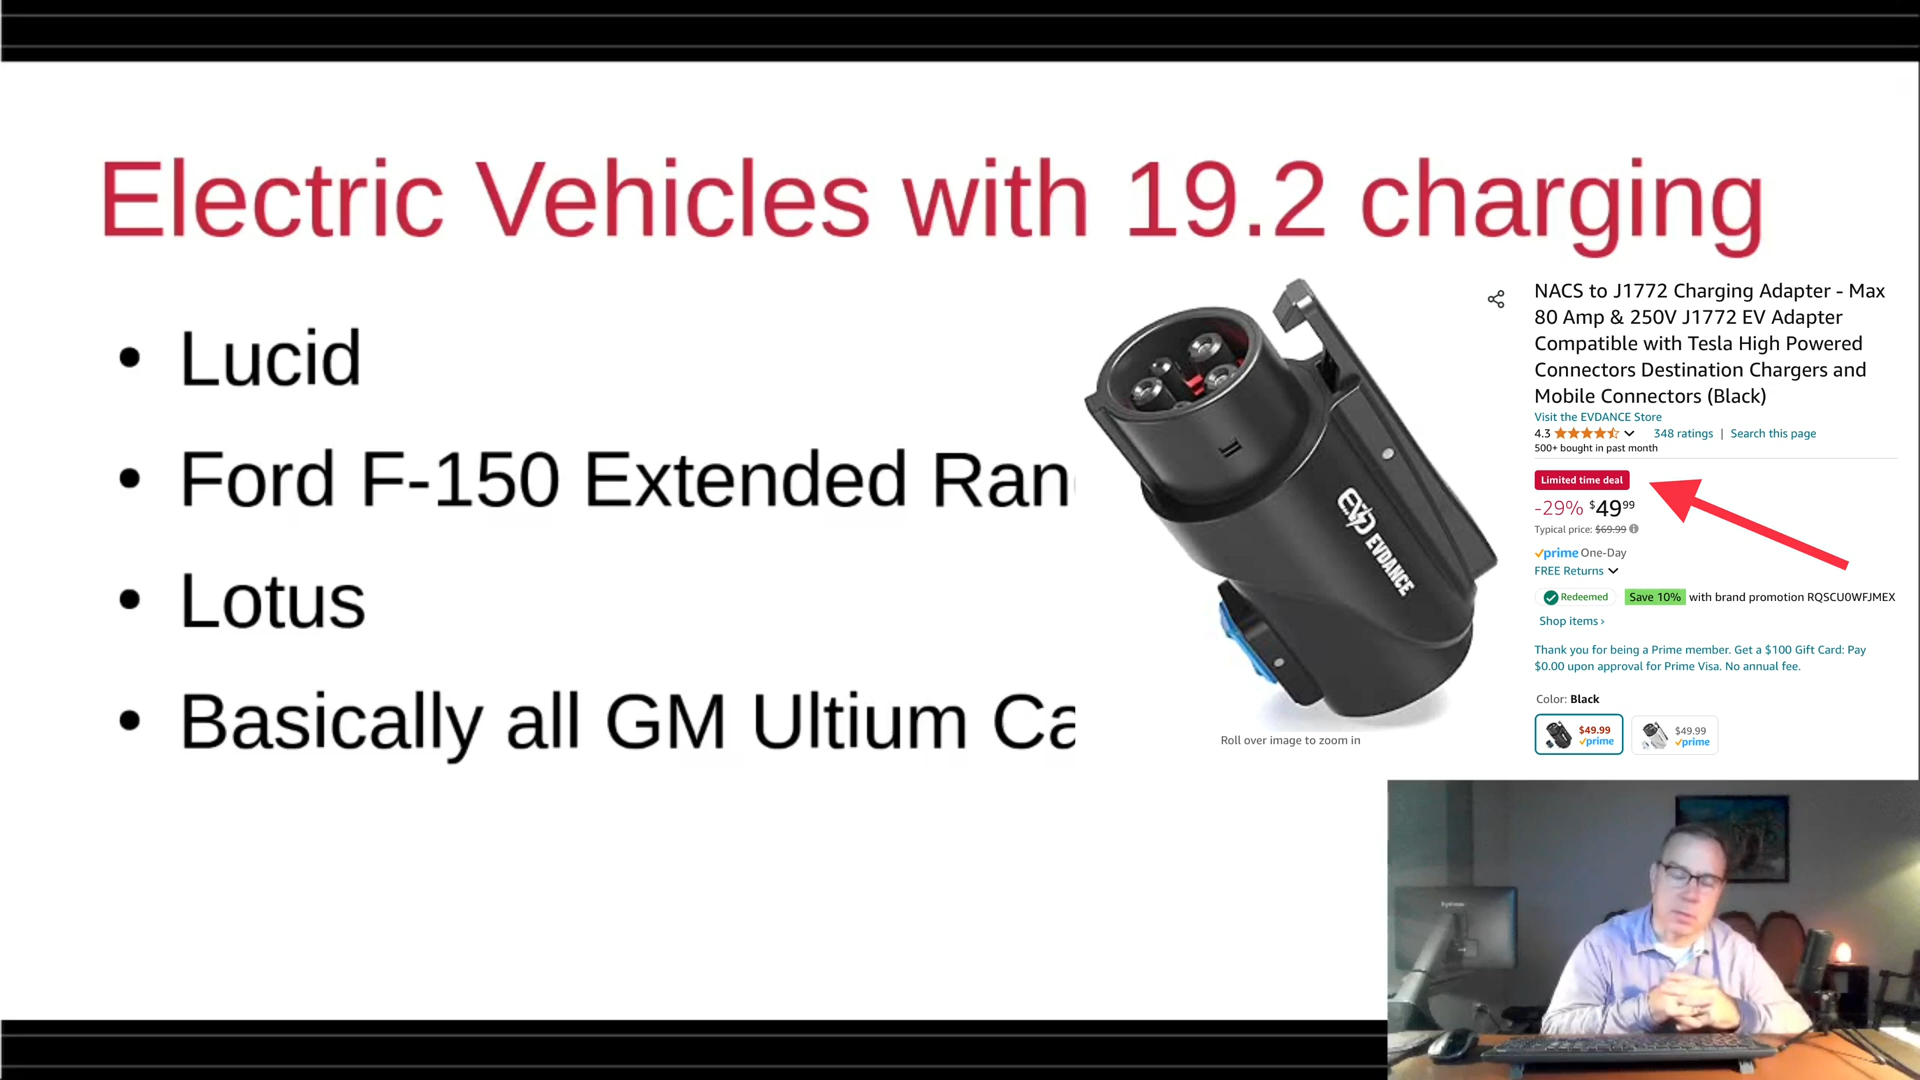 Electric Vehicles with 19.2 charging
• Lucid
• Ford F-150 Extended Ran
• Lotus
• Basically all GM Ultium Ca
EVD EVDANCE
Roll over image to zoom in
NACS to J1772 Charging Adapter - Max
80 Amp & 250V J1772 EV Adapter
Compatible with Tesla High Powered
Connectors Destination Chargers and
Mobile Connectors (Black)
Visit the EVDANCE Store
4.3 348 ratings | Search this page
500+ bought in past month
Limited time deal
-29% $49.99
Typical price: $69.99
prime One-Day
FREE Returns
Redeemed Save 10% with brand promotion RQSCU0WFJMEX
Shop items ›
Thank you for being a Prime member. Get a $100 Gift Card: Pay
$0.00 upon approval for Prime Visa. No annual fee.
Color: Black
$49.99 $49.99
prime prime